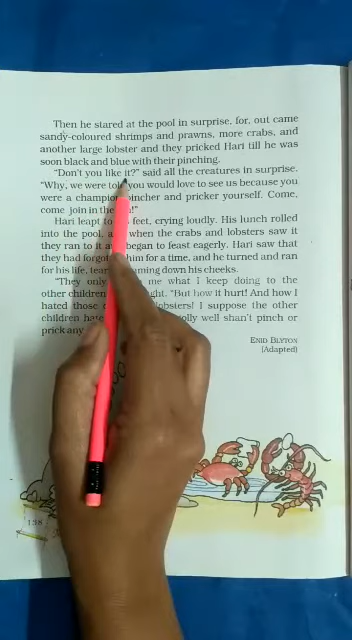 Then he stared at the pool in surprise, for, out came
sandy-coloured shrimps and prawns, more crabs, and
another large lobster and they pricked Hari till he was
soon black and blue with their pinching.
"Don't you like it?" said all the creatures in surprise.
"Why, we were told you would love to see us because you
were a champion pincher and pricker yourself. Come,
come join in the !"
Hari leapt to feet, crying loudly. His lunch rolled
into the pool, when the crabs and lobsters saw it
they ran to it and began to feast eagerly. Hari saw that
they had forgotten him for a time, and he turned and ran
for his life, streaming down his cheeks.
"They only me what I keep doing to the
other children "But how it hurt! And how I
hated those lobsters! I suppose the other
children hate shan't pinch or
prick any
ENID BLYTON
[Adapted]
138